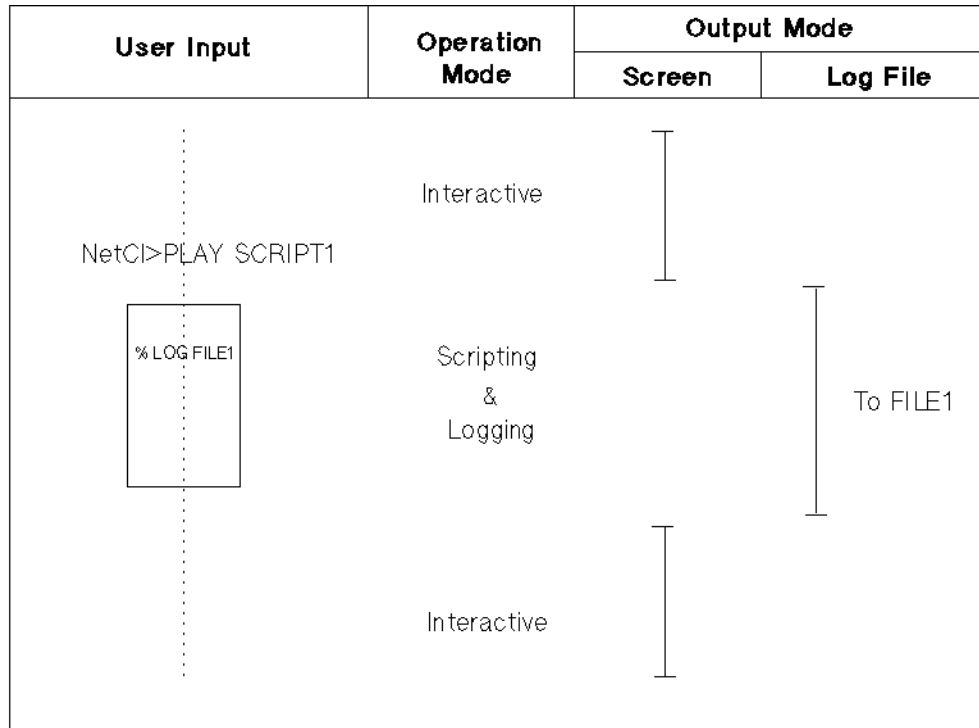 User Input
Operation
Mode
Output Mode
Screen
Log File
Interactive
NetCI>PLAY SCRIPT1
% LOG FILE1
Scripting
&
Logging
To FILE1
Interactive